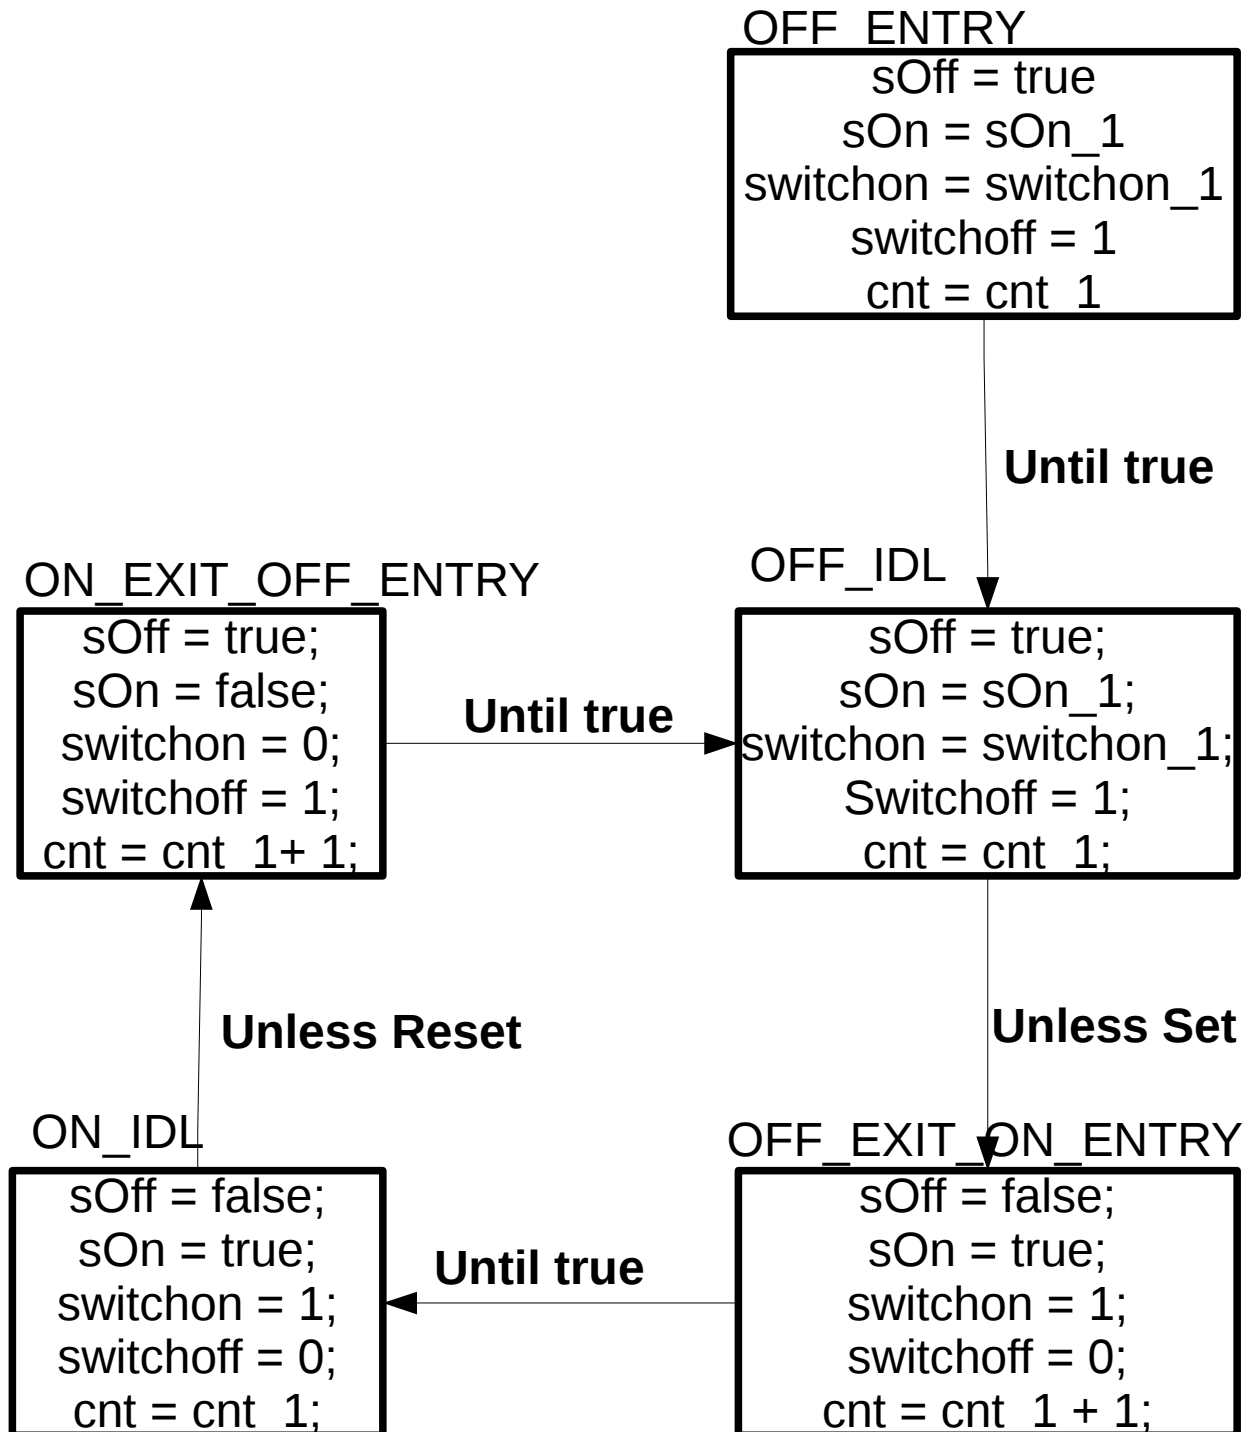 OFF_ENTRY
sOff = true
sOn = sOn_1
switchon = switchon_1
switchoff = 1
cnt = cnt_1
Until true
ON_EXIT_OFF_ENTRY
sOff = true;
sOn = false;
switchon = 0;
switchoff = 1;
cnt = cnt_1+ 1;
Until true
OFF_IDL
sOff = true;
sOn = sOn_1;
switchon = switchon_1;
Switchoff = 1;
cnt = cnt_1;
Unless Reset
Unless Set
ON_IDL
sOff = false;
sOn = true;
switchon = 1;
switchoff = 0;
cnt = cnt_1;
Until true
OFF_EXIT_ON_ENTRY
sOff = false;
sOn = true;
switchon = 1;
switchoff = 0;
cnt = cnt_1 + 1;